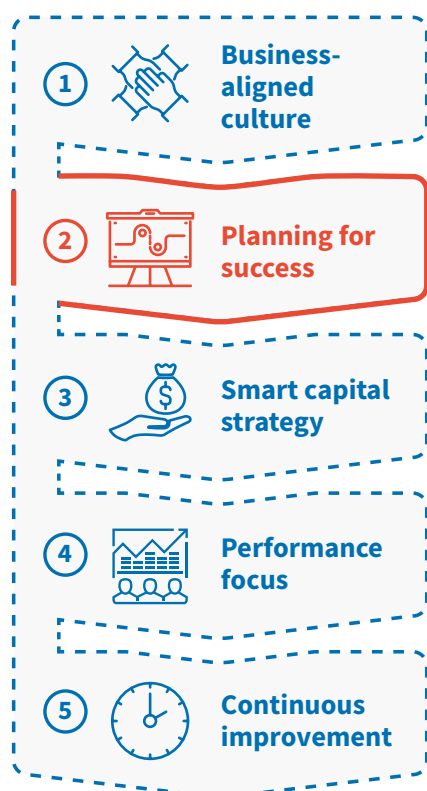 1
Business-
aligned
culture
2
Planning for
success
3
$
Smart capital
strategy
4
Performance
focus
5
Continuous
improvement